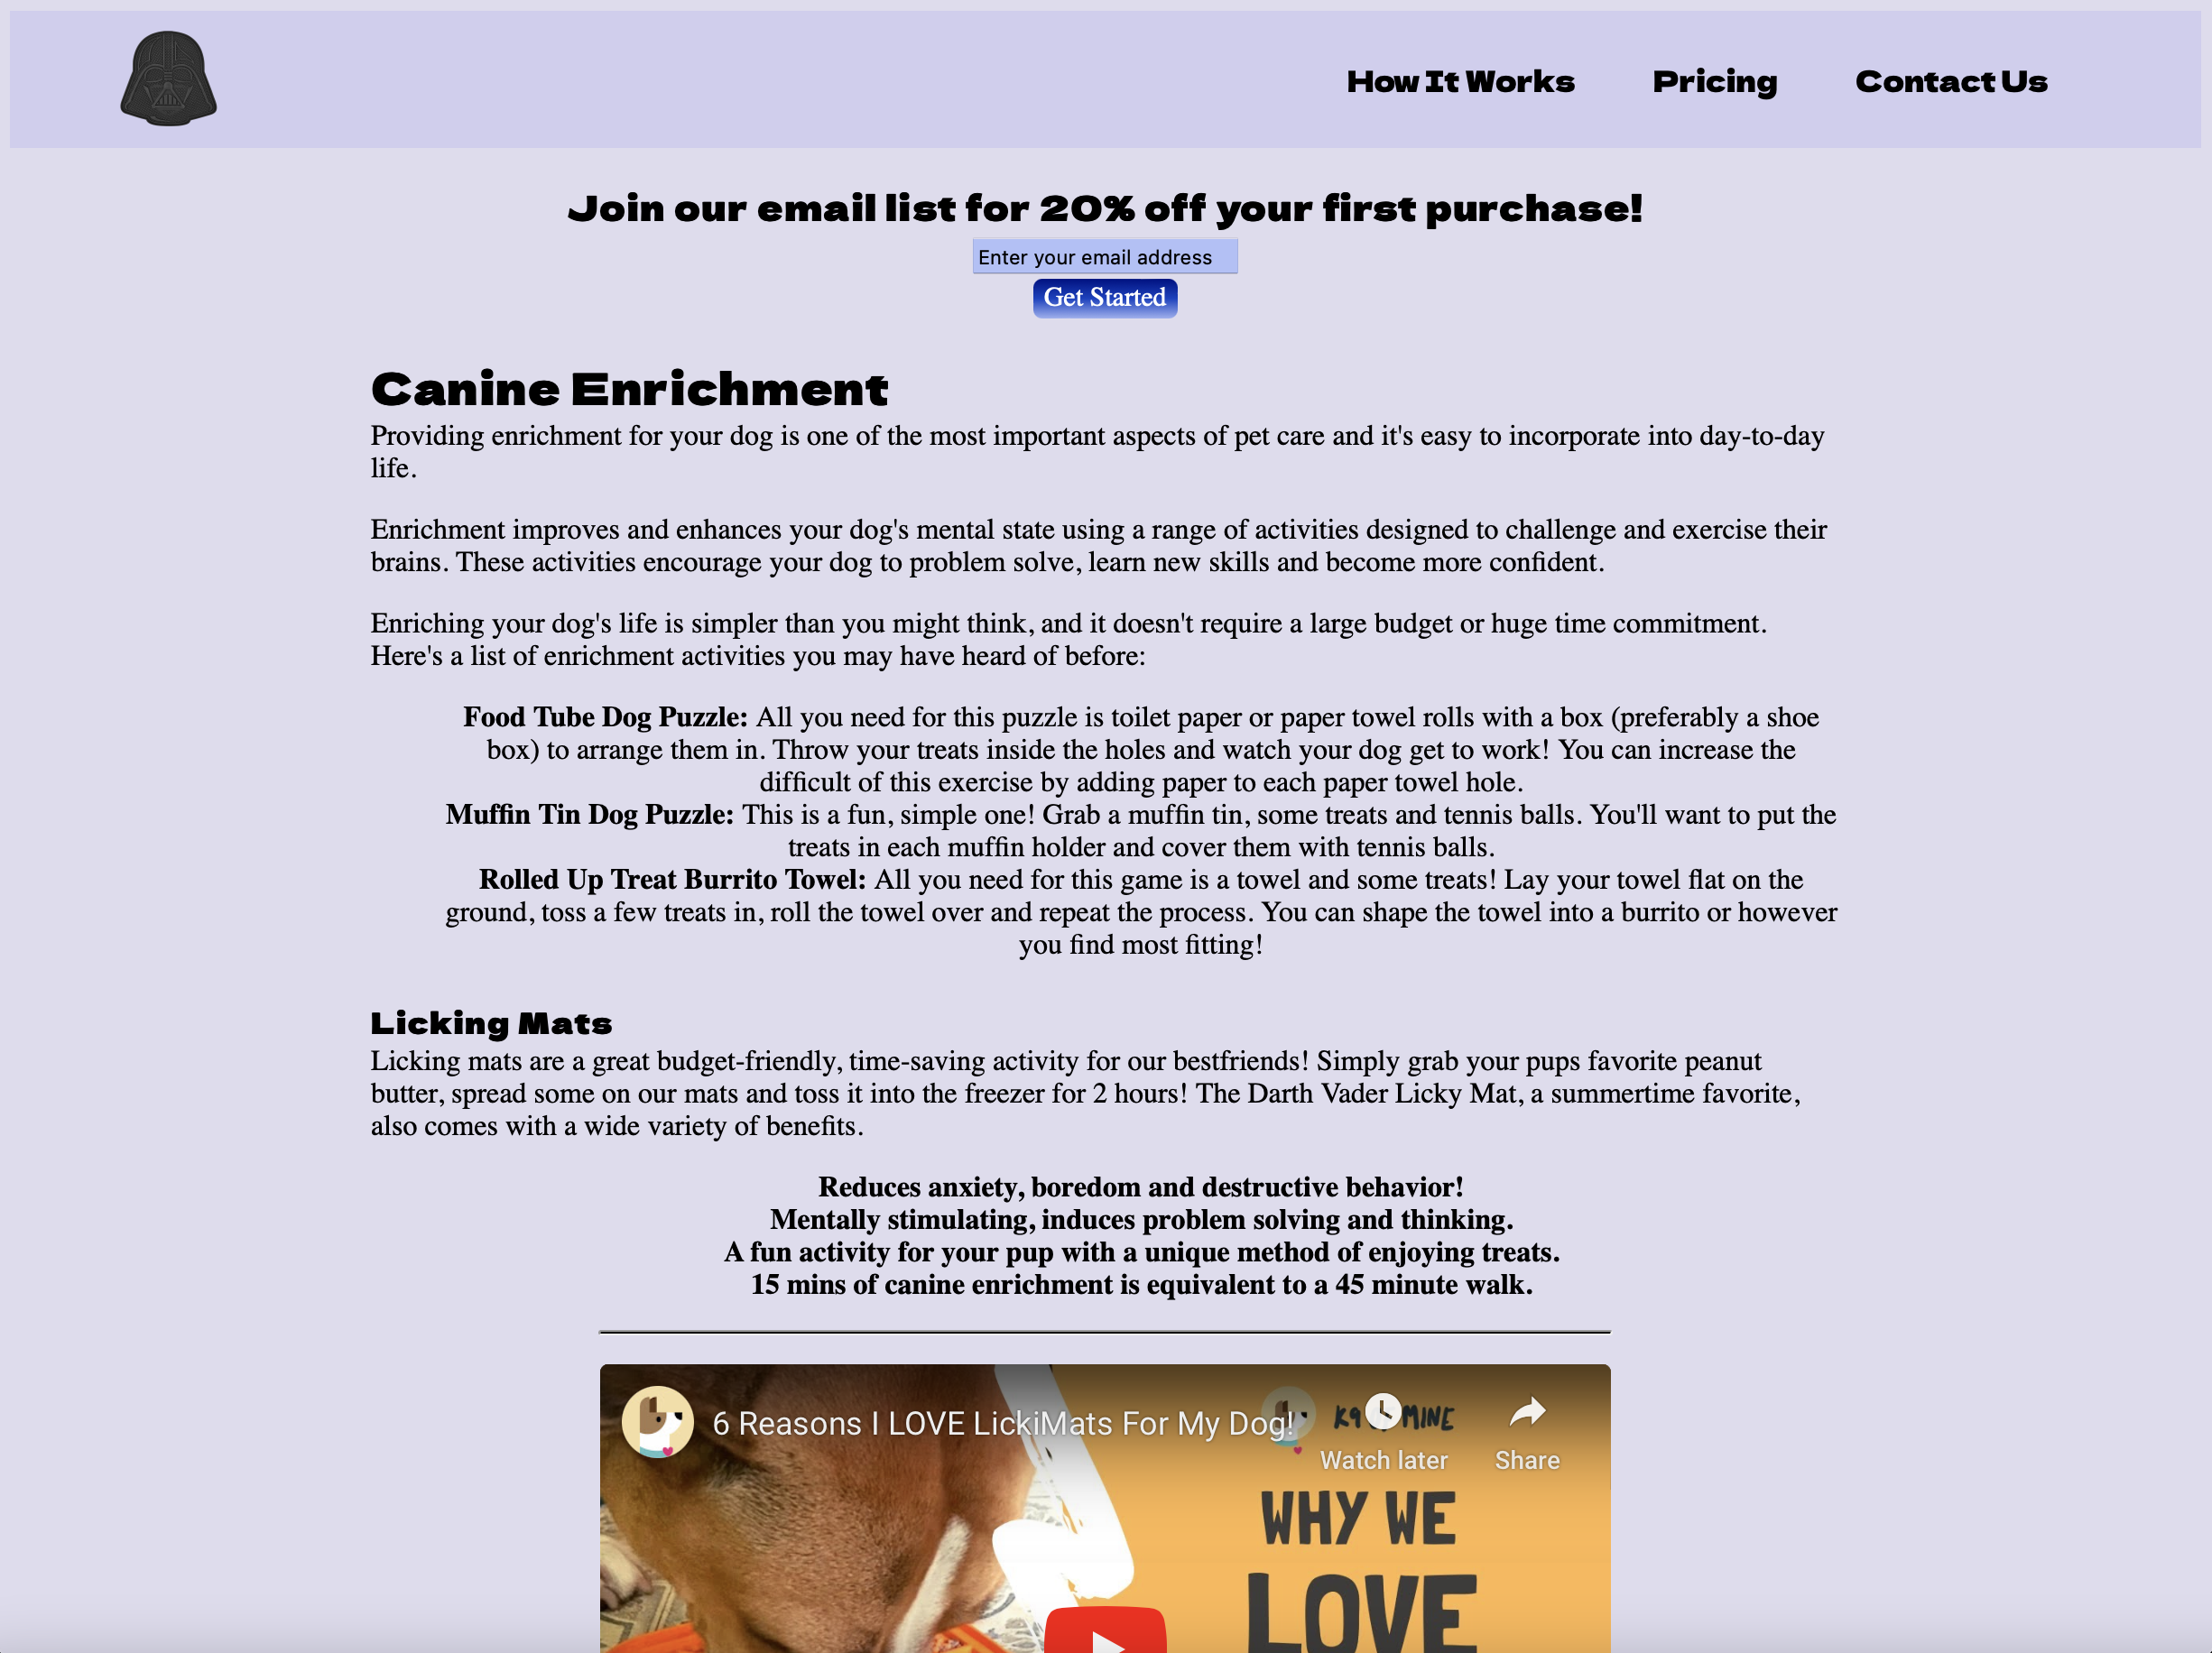 How It Works Pricing Contact Us
Join our email list for 20% off your first purchase!
Enter your email address
Get Started
Canine Enrichment
Providing enrichment for your dog is one of the most important aspects of pet care and it's easy to incorporate into day-to-day
life.
Enrichment improves and enhances your dog's mental state using a range of activities designed to challenge and exercise their
brains. These activities encourage your dog to problem solve, learn new skills and become more confident.
Enriching your dog's life is simpler than you might think, and it doesn't require a large budget or huge time commitment.
Here's a list of enrichment activities you may have heard of before:
Food Tube Dog Puzzle: All you need for this puzzle is toilet paper or paper towel rolls with a box (preferably a shoe
box) to arrange them in. Throw your treats inside the holes and watch your dog get to work! You can increase the
difficult of this exercise by adding paper to each paper towel hole.
Muffin Tin Dog Puzzle: This is a fun, simple one! Grab a muffin tin, some treats and tennis balls. You'll want to put the
treats in each muffin holder and cover them with tennis balls.
Rolled Up Treat Burrito Towel: All you need for this game is a towel and some treats! Lay your towel flat on the
ground, toss a few treats in, roll the towel over and repeat the process. You can shape the towel into a burrito or however
you find most fitting!
Licking Mats
Licking mats are a great budget-friendly, time-saving activity for our bestfriends! Simply grab your pups favorite peanut
butter, spread some on our mats and toss it into the freezer for 2 hours! The Darth Vader Licky Mat, a summertime favorite,
also comes with a wide variety of benefits.
Reduces anxiety, boredom and destructive behavior!
Mentally stimulating, induces problem solving and thinking.
A fun activity for your pup with a unique method of enjoying treats.
15 mins of canine enrichment is equivalent to a 45 minute walk.
6 Reasons I LOVE LickiMats For My Dog!
K9 MINE
Watch later Share
WHY WE
LOVE